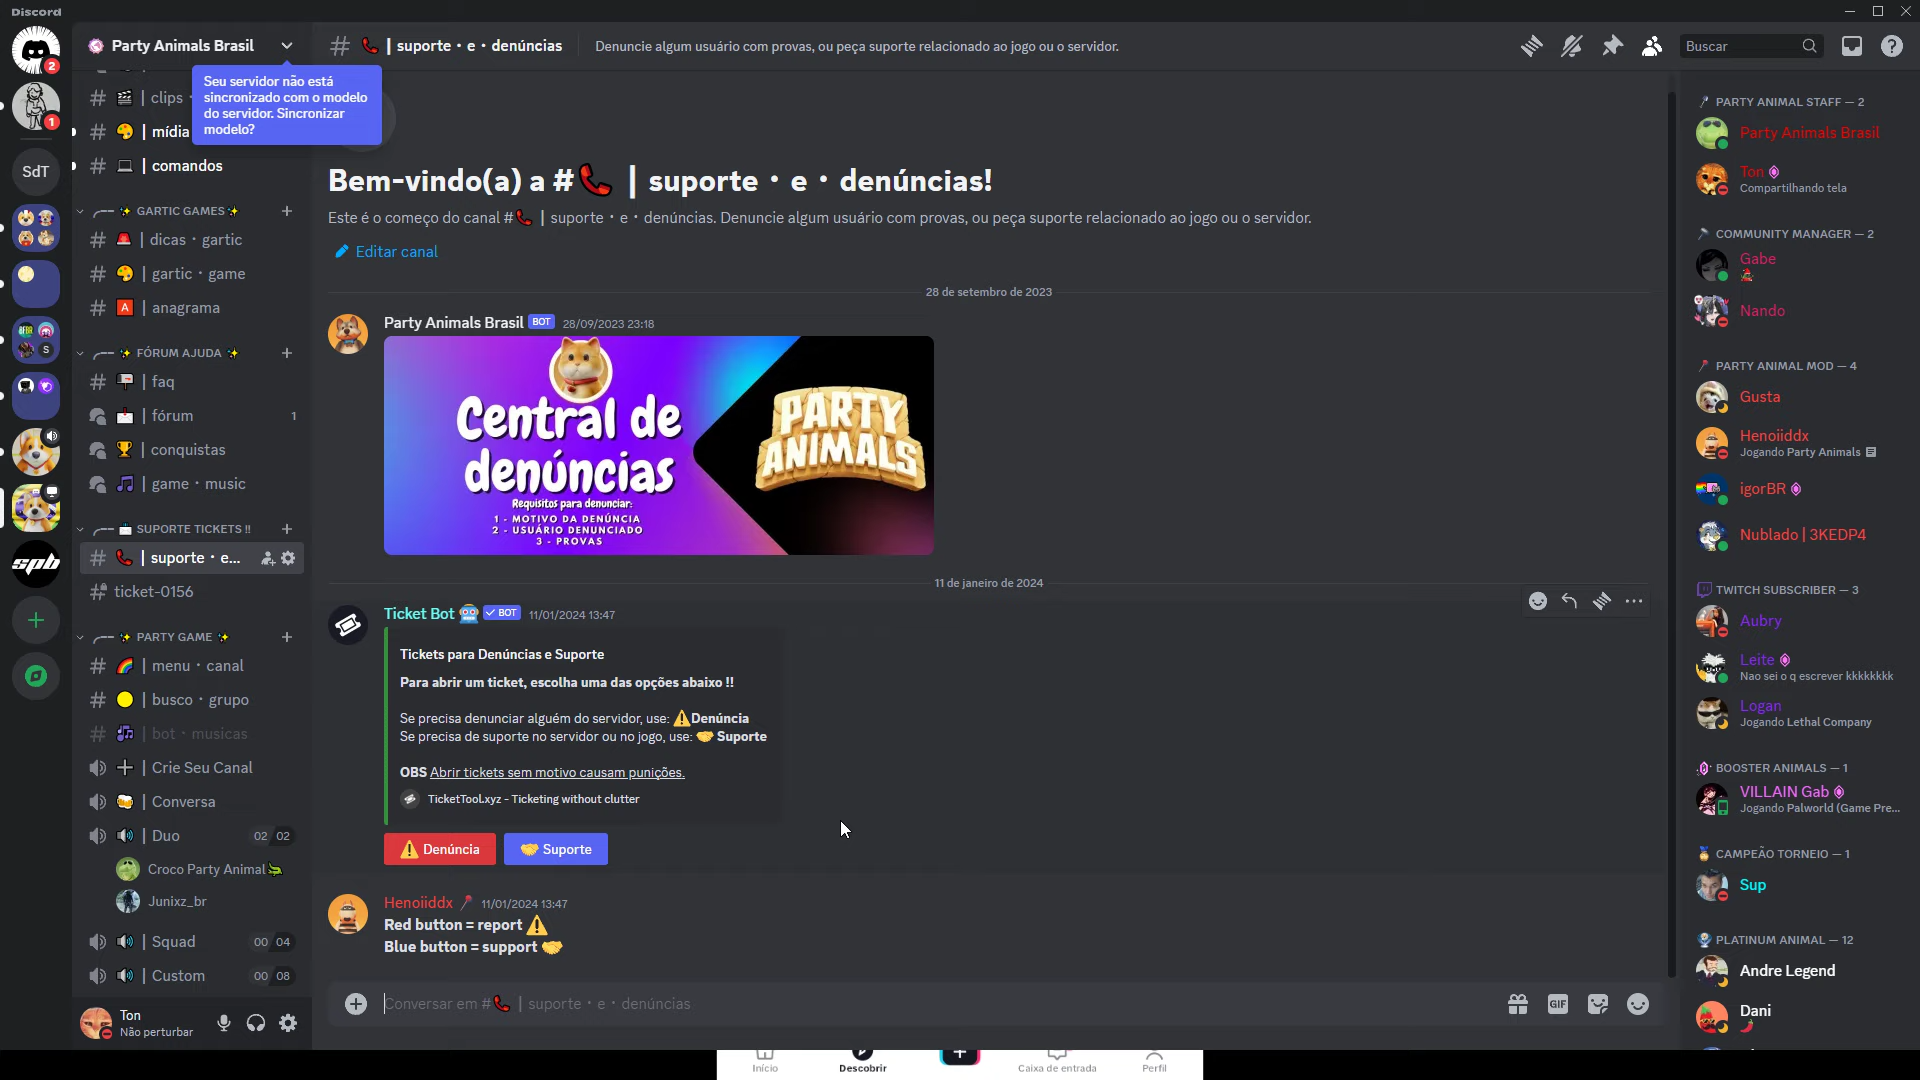 Discord
2
1
SdT
BFBR
S
spb
Party Animals Brasil
Seu servidor não está
sincronizado com o modelo
do servidor. Sincronizar
modelo?
# | clips •
| mídia
# | comandos
GARTIC GAMES
# | dicas • gartic
# | gartic • game
# A | anagrama
FÓRUM AJUDA
# | faq
| fórum 1
| conquistas
| game • music
SUPORTE TICKETS !!
# | suporte • e...
# ticket-0156
PARTY GAME
# | menu • canal
# | busco • grupo
# | bot • musicas
| Crie Seu Canal
| Conversa
| Duo 02 02
Croco Party Animal
Junixz_br
| Squad 00 04
| Custom 00 08
Ton
Não perturbar
# | suporte • e • denúncias
Denuncie algum usuário com provas, ou peça suporte relacionado ao jogo ou o servidor.
Buscar
Bem-vindo(a) a # | suporte • e • denúncias!
Este é o começo do canal # | suporte • e • denúncias. Denuncie algum usuário com provas, ou peça suporte relacionado ao jogo ou o servidor.
Editar canal
28 de setembro de 2023
Party Animals Brasil BOT 28/09/2023 23:18
Central de
denúncias
Requisitos para denunciar:
1 - MOTIVO DA DENÚNCIA
2 - USUÁRIO DENUNCIADO
3 - PROVAS
PARTY
ANIMALS
11 de janeiro de 2024
Ticket Bot BOT 11/01/2024 13:47
Tickets para Denúncias e Suporte
Para abrir um ticket, escolha uma das opções abaixo !!
Se precisa denunciar alguém do servidor, use: ⚠️Denúncia
Se precisa de suporte no servidor ou no jogo, use: 🤝 Suporte
OBS Abrir tickets sem motivo causam punições.
TicketTool.xyz - Ticketing without clutter
⚠️ Denúncia
🤝 Suporte
Henoiiddx 11/01/2024 13:47
Red button = report ⚠️
Blue button = support 🤝
Conversar em # | suporte • e • denúncias
GIF
PARTY ANIMAL STAFF — 2
Party Animals Brasil
Ton
Compartilhando tela
COMMUNITY MANAGER — 2
Gabe
Nando
PARTY ANIMAL MOD — 4
Gusta
Henoiiddx
Jogando Party Animals
igorBR
Nublado | 3KEDP4
TWITCH SUBSCRIBER — 3
Aubry
Leite
Nao sei o q escrever kkkkkkkk
Logan
Jogando Lethal Company
BOOSTER ANIMALS — 1
VILLAIN Gab
Jogando Palworld (Game Pre...
CAMPEÃO TORNEIO — 1
Sup
PLATINUM ANIMAL — 12
Andre Legend
Dani
Início
Descobrir
Caixa de entrada
Perfil